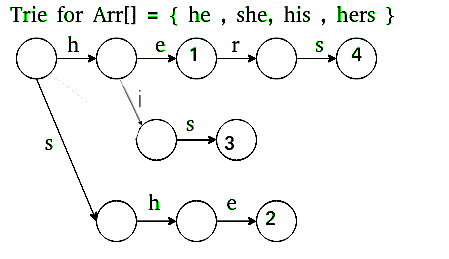 Trie for Arr[] = { he , she, his , hers }
h e 1 r s 4
i
s s 3
h e 2